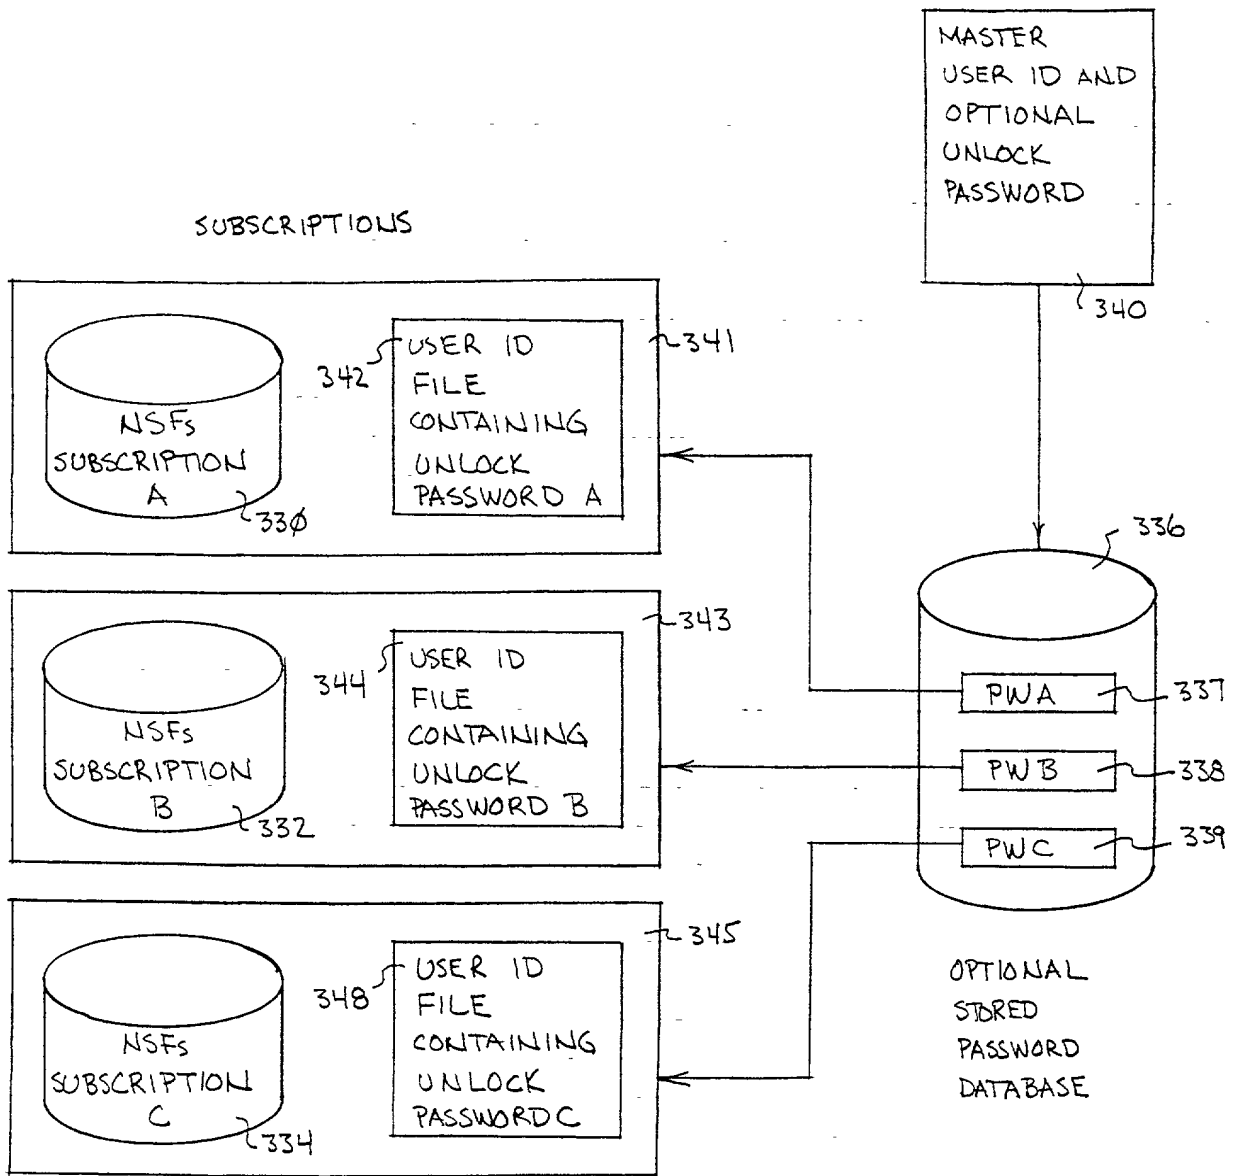 MASTER
USER ID AND
OPTIONAL
UNLOCK
PASSWORD
340
SUBSCRIPTIONS
341
342
USER ID
FILE
CONTAINING
UNLOCK
PASSWORD A
NSFs
SUBSCRIPTION
A
33∅
336
343
344
USER ID
FILE
CONTAINING
UNLOCK
PASSWORD B
NSFs
SUBSCRIPTION
B
332
PWA
337
PWB
338
PWC
339
345
348
USER ID
FILE
CONTAINING
UNLOCK
PASSWORD C
NSFs
SUBSCRIPTION
C
334
OPTIONAL
STORED
PASSWORD
DATABASE